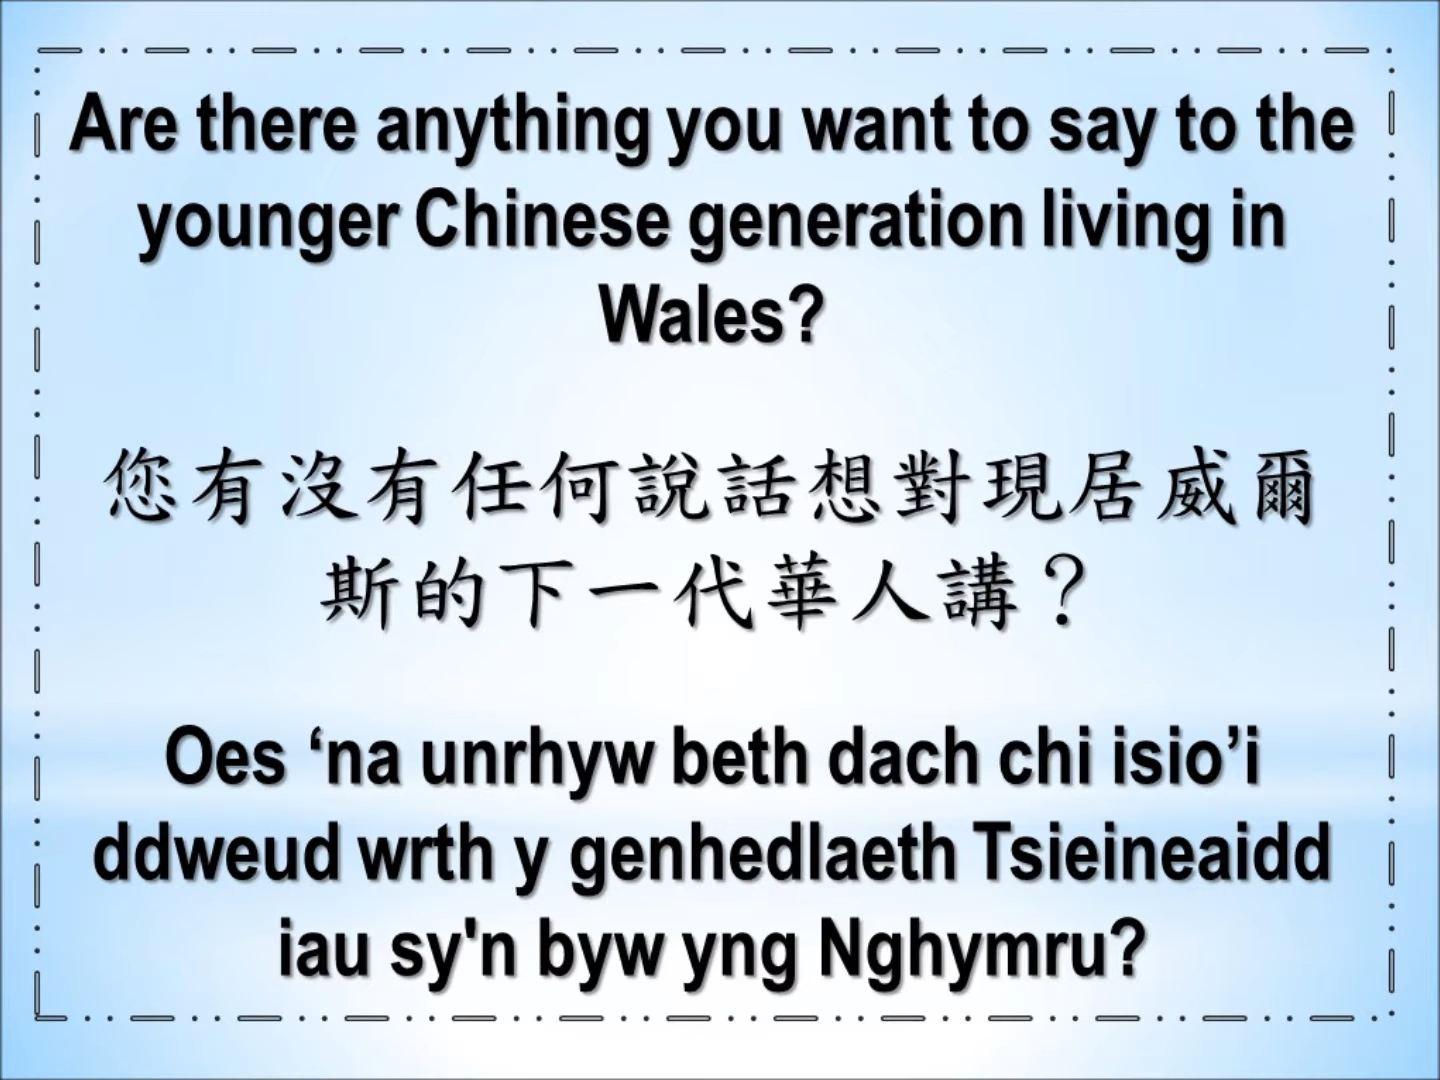 Are there anything you want to say to the
younger Chinese generation living in
Wales?
您有沒有任何說話想對現居威爾
斯的下一代華人講？
Oes ‘na unrhyw beth dach chi isio’i
ddweud wrth y genhedlaeth Tsieineaidd
iau sy'n byw yng Nghymru?